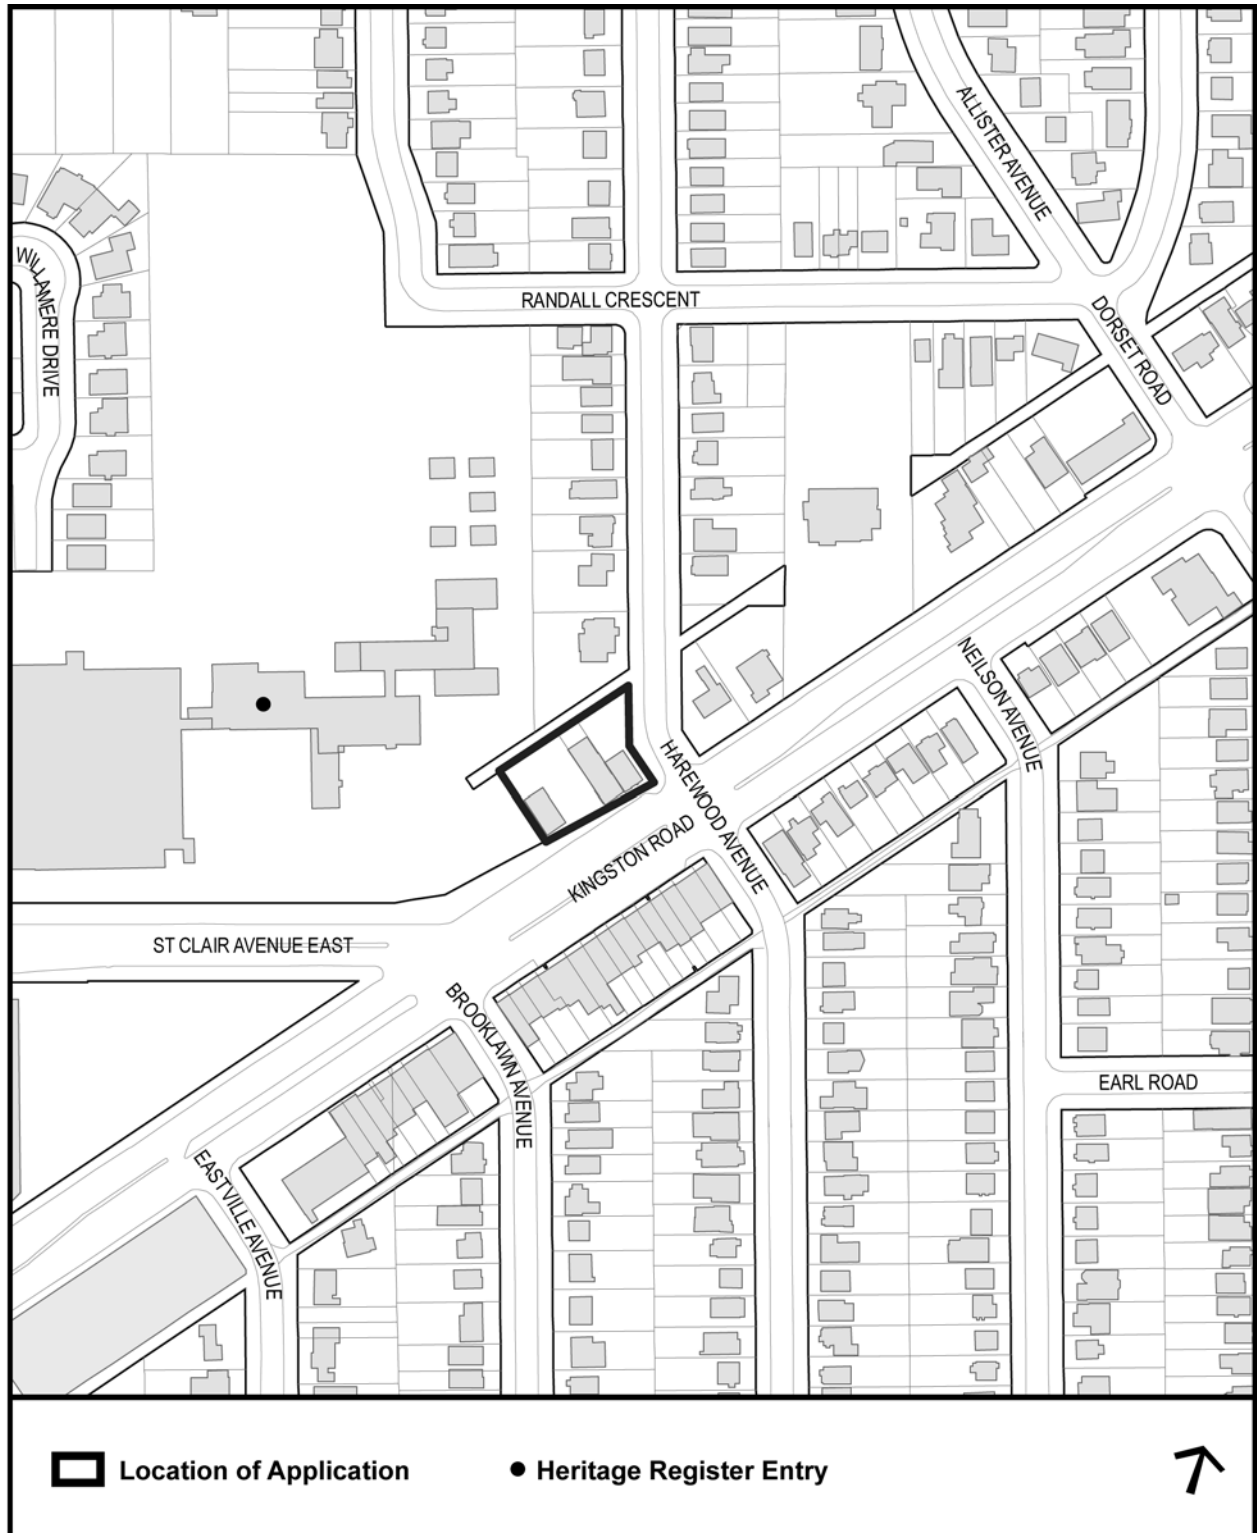 ALLISTER AVENUE
WILLAMERE DRIVE
RANDALL CRESCENT
DORSET ROAD
NEILSON AVENUE
HAREWOOD AVENUE
KINGSTON ROAD
ST CLAIR AVENUE EAST
BROOKLAWN AVENUE
EARL ROAD
EASTVILLE AVENUE
Location of Application
Heritage Register Entry